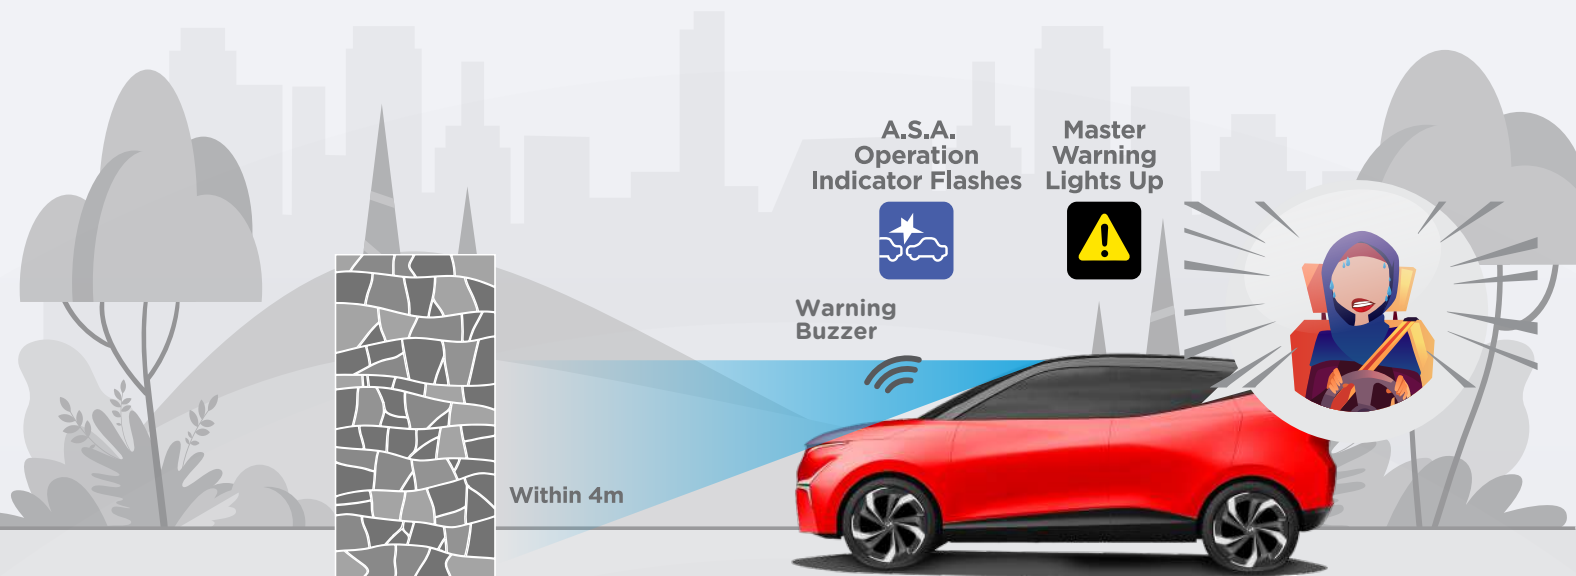 A.S.A.
Operation
Indicator Flashes
Master
Warning
Lights Up
Warning
Buzzer
Within 4m